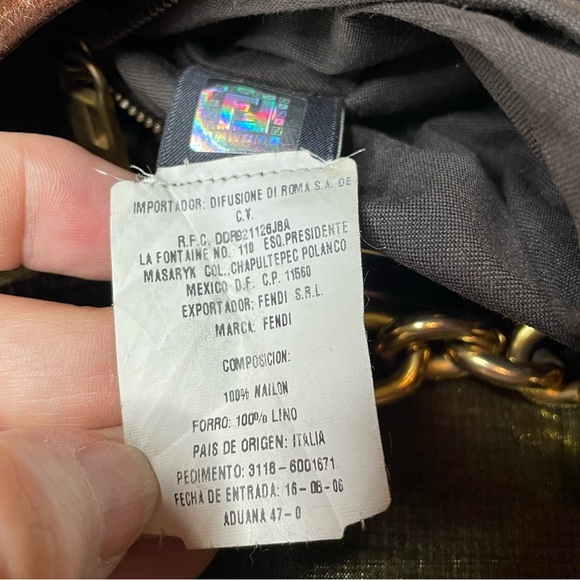 IMPORTADOR: DIFUSIONE DI ROMA S.A. DE
C.V.
R.F.C. DDR921126J8A
LA FONTAINE NO. 110 ESQ.PRESIDENTE
MASARYK COL.,CHAPULTEPEC POLANCO
MEXICO D.F. C.P. 11560
EXPORTADOR; FENDI S.R.L.
MARCA: FENDI
COMPOSICION:
100% NAILON
FORRO: 100% LINO
PAIS DE ORIGEN: ITALIA
PEDIMENTO: 3118-6001671
FECHA DE ENTRADA: 16-08-06
ADUANA 47-0